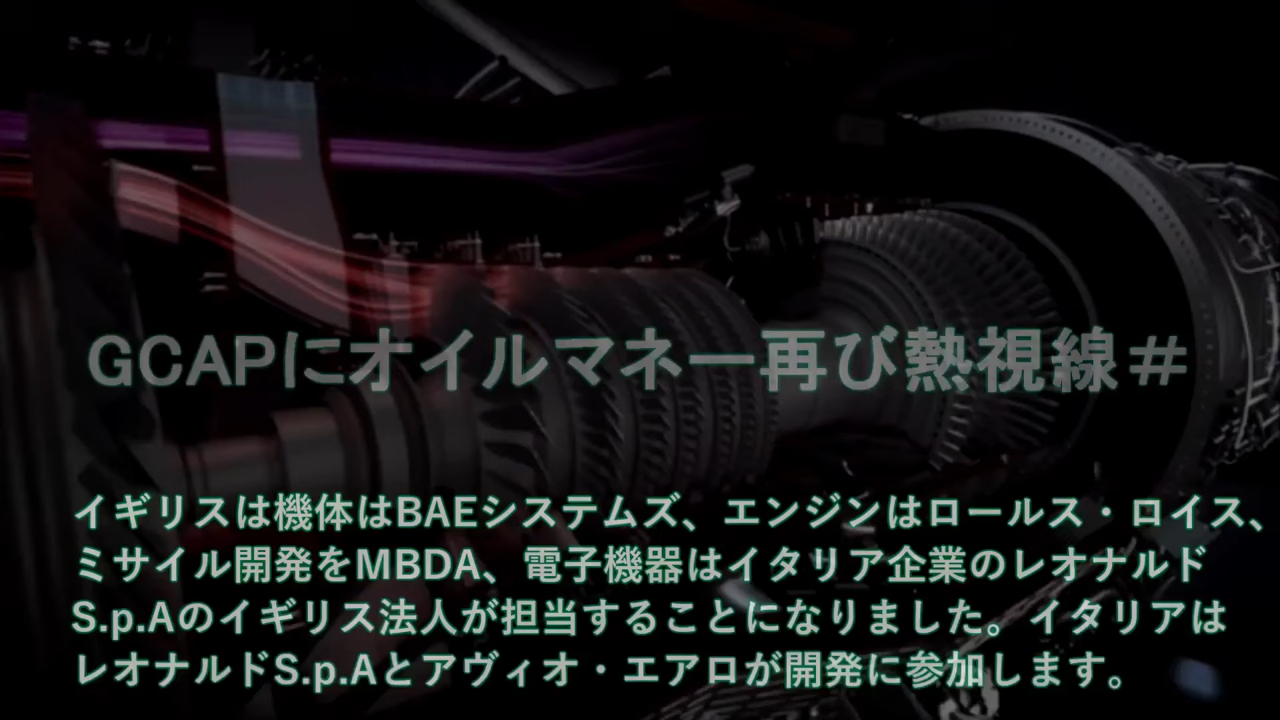 GCAPにオイルマネー再び熱視線＃
イギリスは機体はBAEシステムズ、エンジンはロールス・ロイス、
ミサイル開発をMBDA、電子機器はイタリア企業のレオナルド
S.p.Aのイギリス法人が担当することになりました。イタリアは
レオナルドS.p.Aとアヴィオ・エアロが開発に参加します。